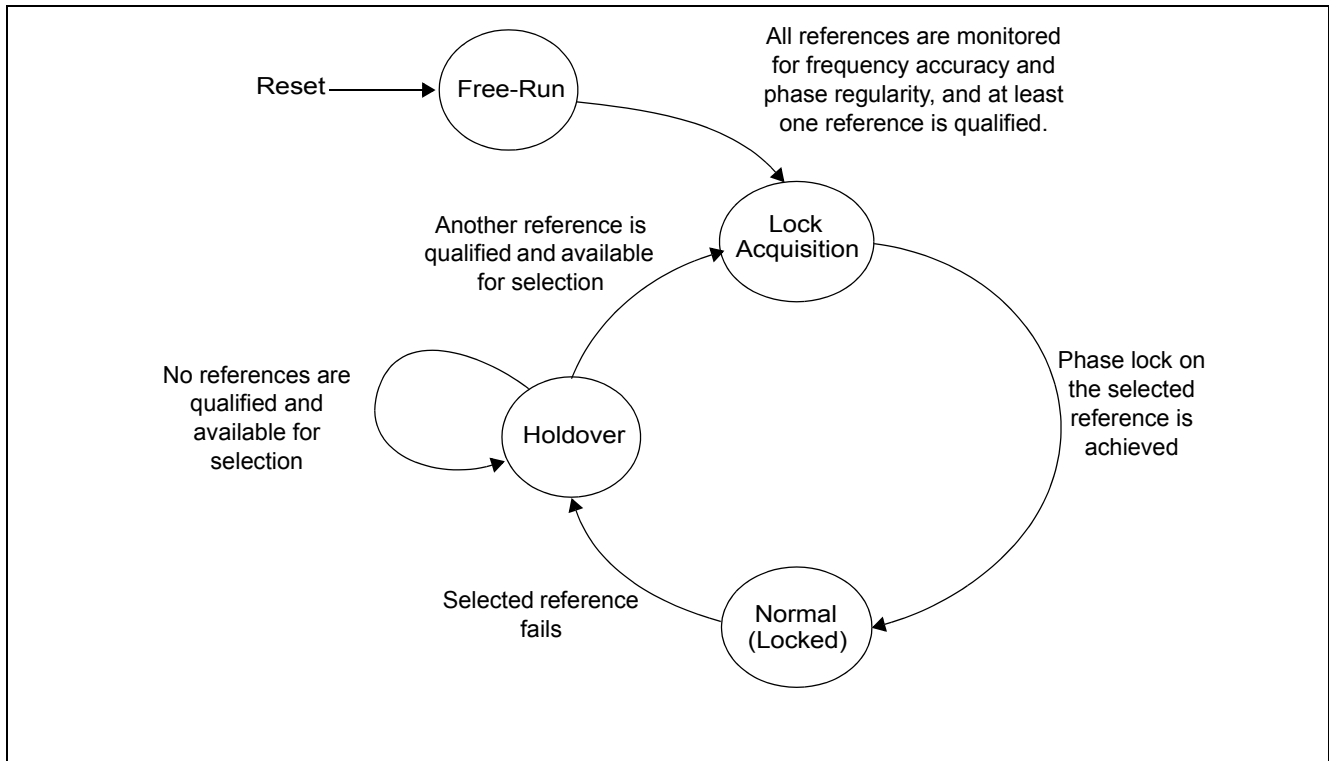 All references are monitored
for frequency accuracy and
phase regularity, and at least
one reference is qualified.
Reset
Free-Run
Another reference is
qualified and available
for selection
Lock
Acquisition
No references are
qualified and
available for
selection
Holdover
Phase lock on
the selected
reference is
achieved
Selected reference
fails
Normal
(Locked)